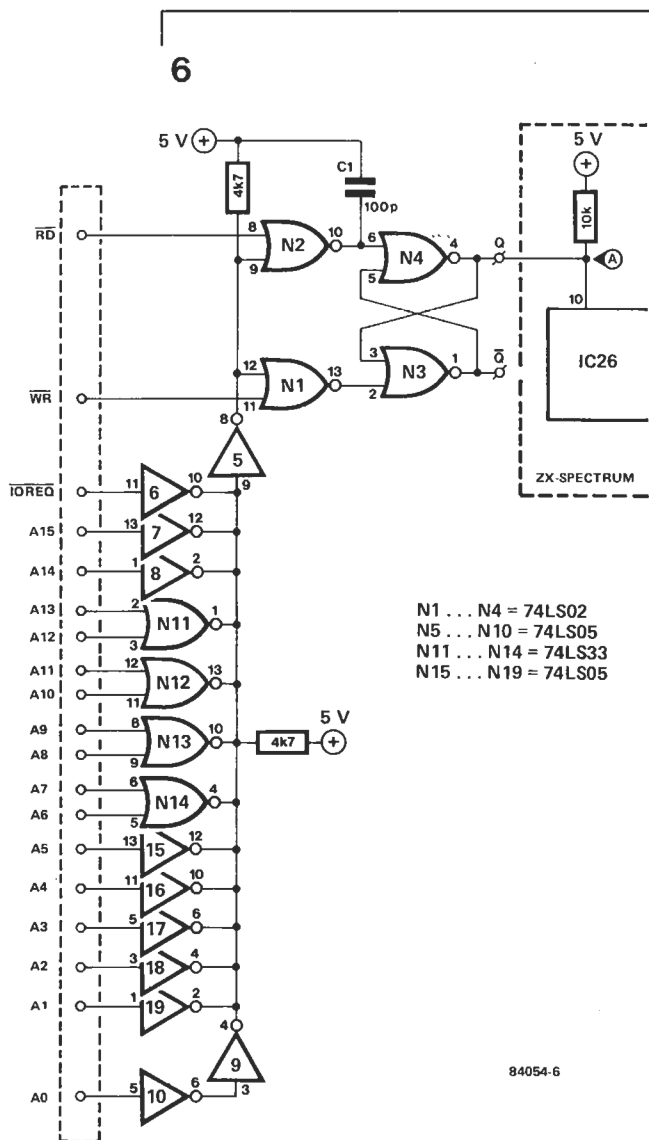 6
5 V
5 V
4k7
C1
100p
10k
RD
8
9
N2
10
6
5
N4
4
Q
A
10
IC26
12
11
N1
13
3
2
N3
1
Q
WR
8
5
9
ZX-SPECTRUM
IOREQ
11
6
10
A15
13
7
12
A14
1
8
2
A13
2
N11
1
A12
3
N1 . . . N4 = 74LS02
N5 . . . N10 = 74LS05
N11 . . . N14 = 74LS33
N15 . . . N19 = 74LS05
A11
12
N12
13
A10
11
A9
8
N13
10
A8
9
4k7
5 V
A7
6
N14
4
A6
5
A5
13
15
12
A4
11
16
10
A3
5
17
6
A2
3
18
4
A1
1
19
2
4
9
3
A0
5
10
6
84054-6